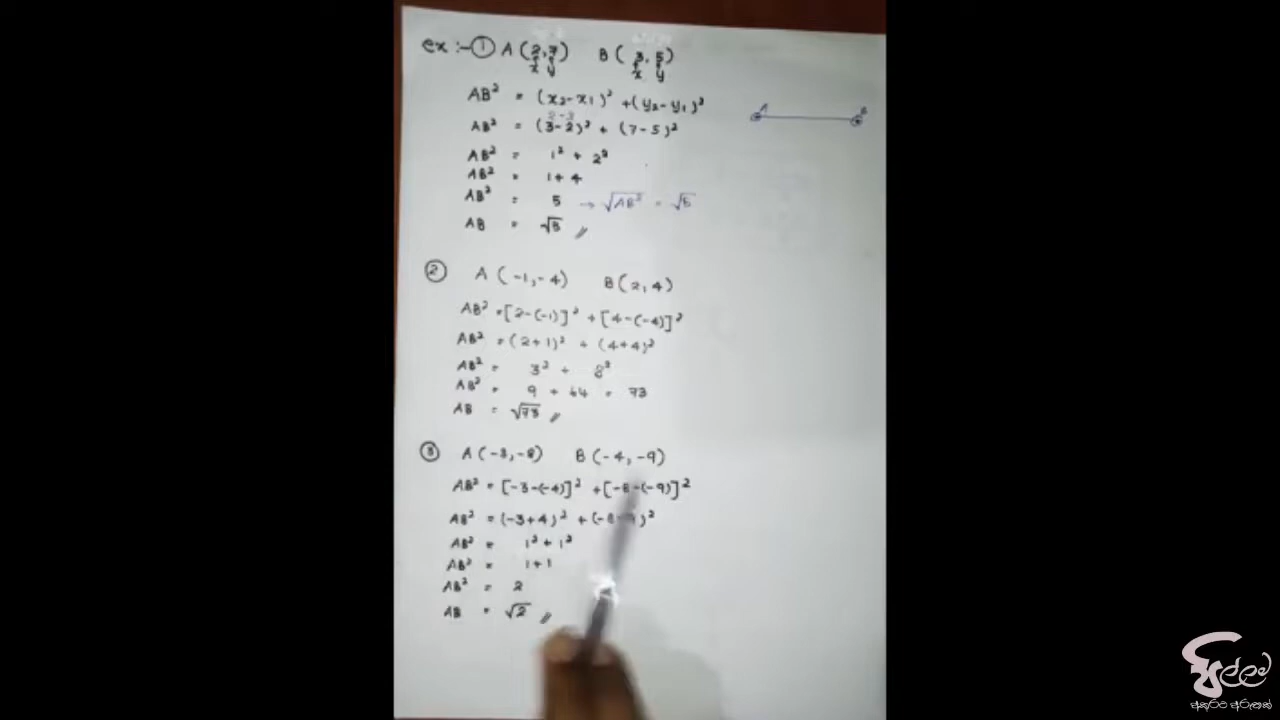 ex :- ① A (2,7) B (3,5)
x y x y
AB² = (x₂-x₁)² + (y₂-y₁)²
A B
2-3
AB² = (3-2)² + (7-5)²
AB² = 1² + 2²
AB² = 1+4
AB² = 5 → √AB² = √5
AB = √5 //
② A (-1,-4) B(2,4)
AB² = [2-(-1)]² + [4-(-4)]²
AB² = (2+1)² + (4+4)²
AB² = 3² + 8²
AB² = 9 + 64 = 73
AB = √73 //
③ A (-3,-8) B (-4,-9)
AB² = [-3-(-4)]² + [-8-(-9)]²
AB² = (-3+4)² + (-8
AB² = 1² + 1²
AB² = 1+1
AB² = 2
AB = √2 //